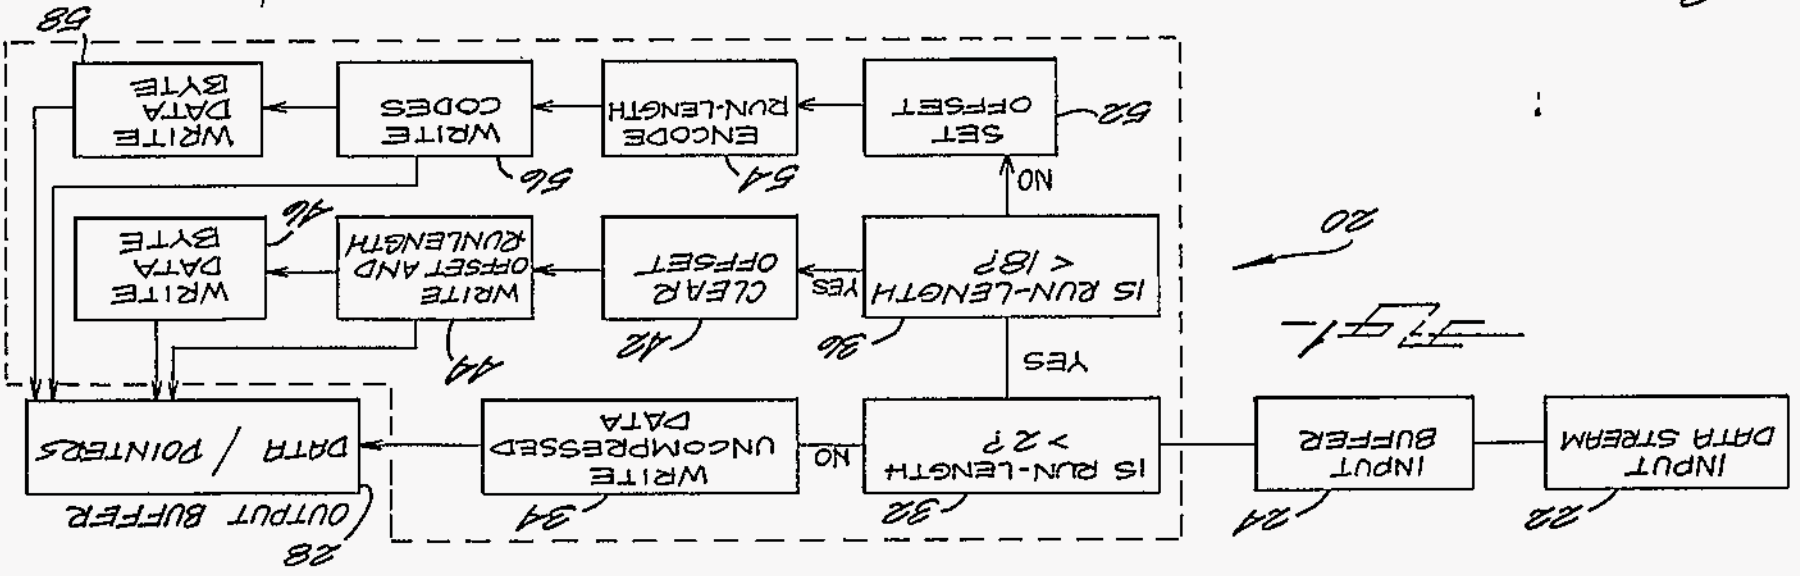 28
22
24
32
34
OUTPUT BUFFER
INPUT
DATA STREAM
INPUT
BUFFER
IS RUN-LENGTH
> 2?
NO
WRITE
UNCOMPRESSED
DATA
DATA / POINTERS
YES
Fig-1
20
36
42
44
46
IS RUN-LENGTH
< 18?
YES
CLEAR
OFFSET
WRITE
OFFSET AND
RUNLENGTH
WRITE
DATA
BYTE
NO
52
54
56
58
SET
OFFSET
ENCODE
RUN-LENGTH
WRITE
CODES
WRITE
DATA
BYTE